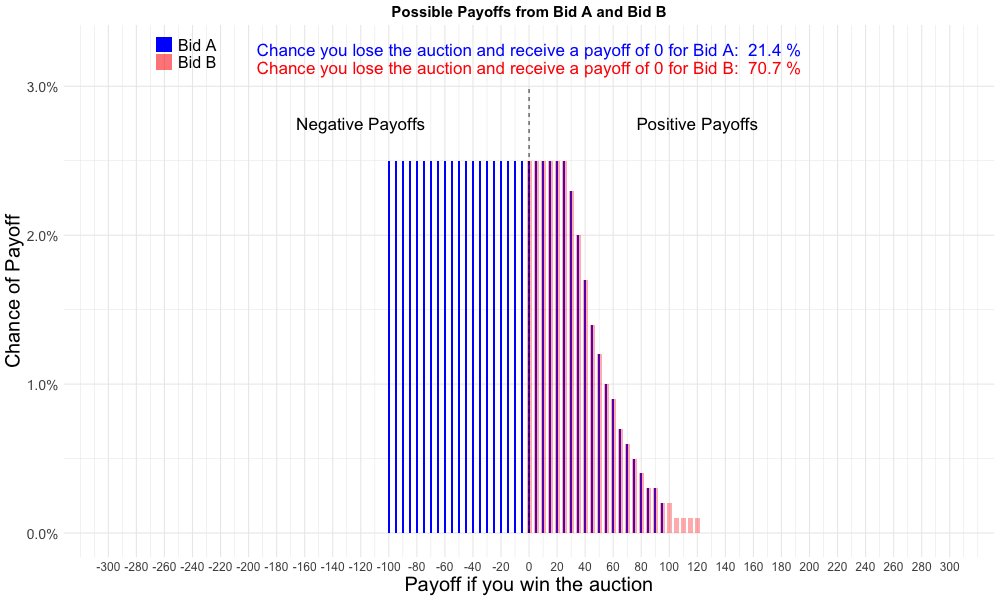 Possible Payoffs from Bid A and Bid B
Bid A
Bid B
Chance you lose the auction and receive a payoff of 0 for Bid A: 21.4 %
Chance you lose the auction and receive a payoff of 0 for Bid B: 70.7 %
3.0%
Negative Payoffs
Positive Payoffs
2.0%
Chance of Payoff
1.0%
0.0%
-300 -280 -260 -240 -220 -200 -180 -160 -140 -120 -100 -80 -60 -40 -20 0 20 40 60 80 100 120 140 160 180 200 220 240 260 280 300
Payoff if you win the auction